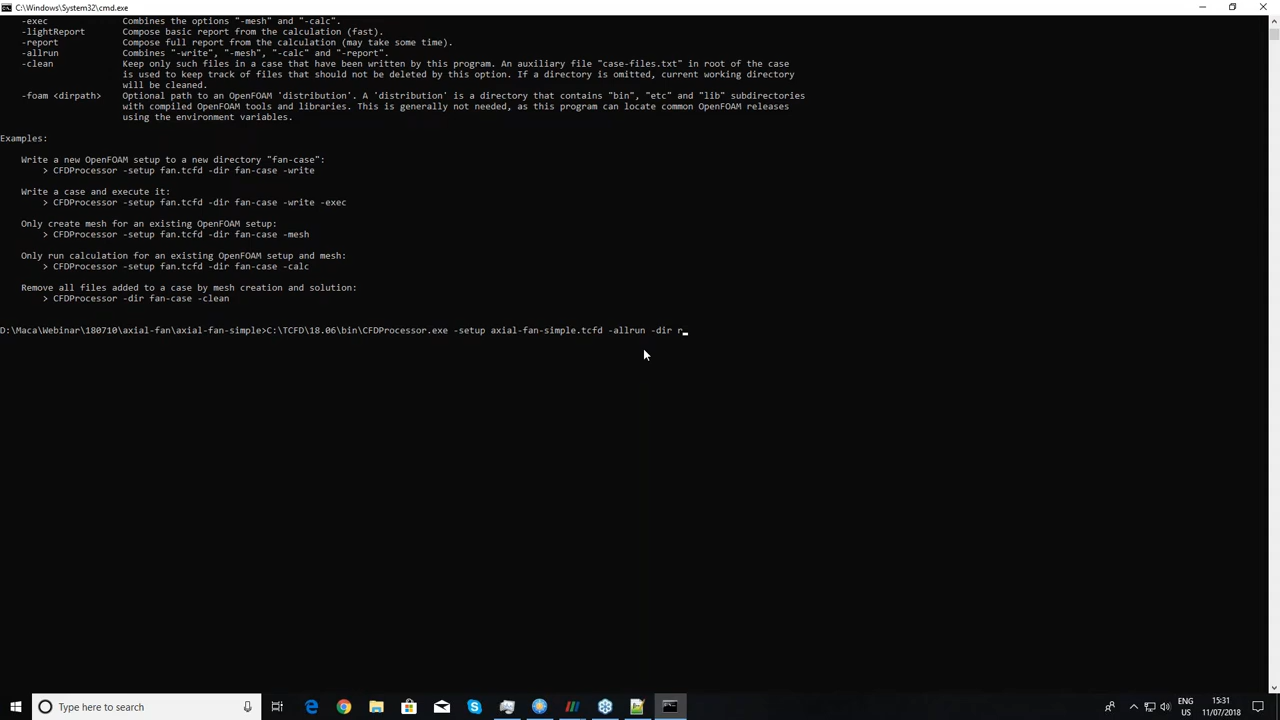 C:\Windows\System32\cmd.exe
-exec Combines the options "-mesh" and "-calc".
-lightReport Compose basic report from the calculation (fast).
-report Compose full report from the calculation (may take some time).
-allrun Combines "-write", "-mesh", "-calc" and "-report".
-clean Keep only such files in a case that have been written by this program. An auxiliary file "case-files.txt" in root of the case
is used to keep track of files that should not be deleted by this option. If a directory is omitted, current working directory
will be cleaned.
-foam <dirpath> Optional path to an OpenFOAM 'distribution'. A 'distribution' is a directory that contains "bin", "etc" and "lib" subdirectories
with compiled OpenFOAM tools and libraries. This is generally not needed, as this program can locate common OpenFOAM releases
using the environment variables.
Examples:
Write a new OpenFOAM setup to a new directory "fan-case":
> CFDProcessor -setup fan.tcfd -dir fan-case -write
Write a case and execute it:
> CFDProcessor -setup fan.tcfd -dir fan-case -write -exec
Only create mesh for an existing OpenFOAM setup:
> CFDProcessor -setup fan.tcfd -dir fan-case -mesh
Only run calculation for an existing OpenFOAM setup and mesh:
> CFDProcessor -setup fan.tcfd -dir fan-case -calc
Remove all files added to a case by mesh creation and solution:
> CFDProcessor -dir fan-case -clean
D:\Maca\Webinar\180710\axial-fan\axial-fan-simple>C:\TCFD\18.06\bin\CFDProcessor.exe -setup axial-fan-simple.tcfd -allrun -dir r_
Type here to search
ENG
US
15:31
11/07/2018